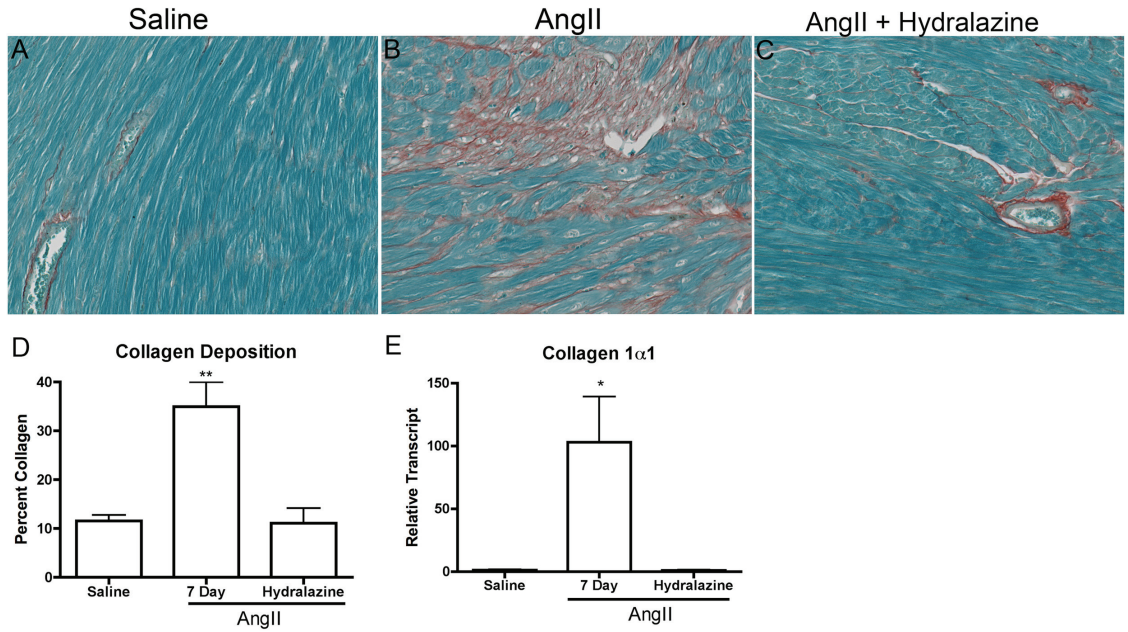 Saline AngII AngII + Hydralazine
A B C
D E
Collagen Deposition Collagen 1α1
Percent Collagen
40
30
20
10
0
**
Saline 7 Day Hydralazine
AngII
Relative Transcript
150
100
50
0
*
Saline 7 Day Hydralazine
AngII